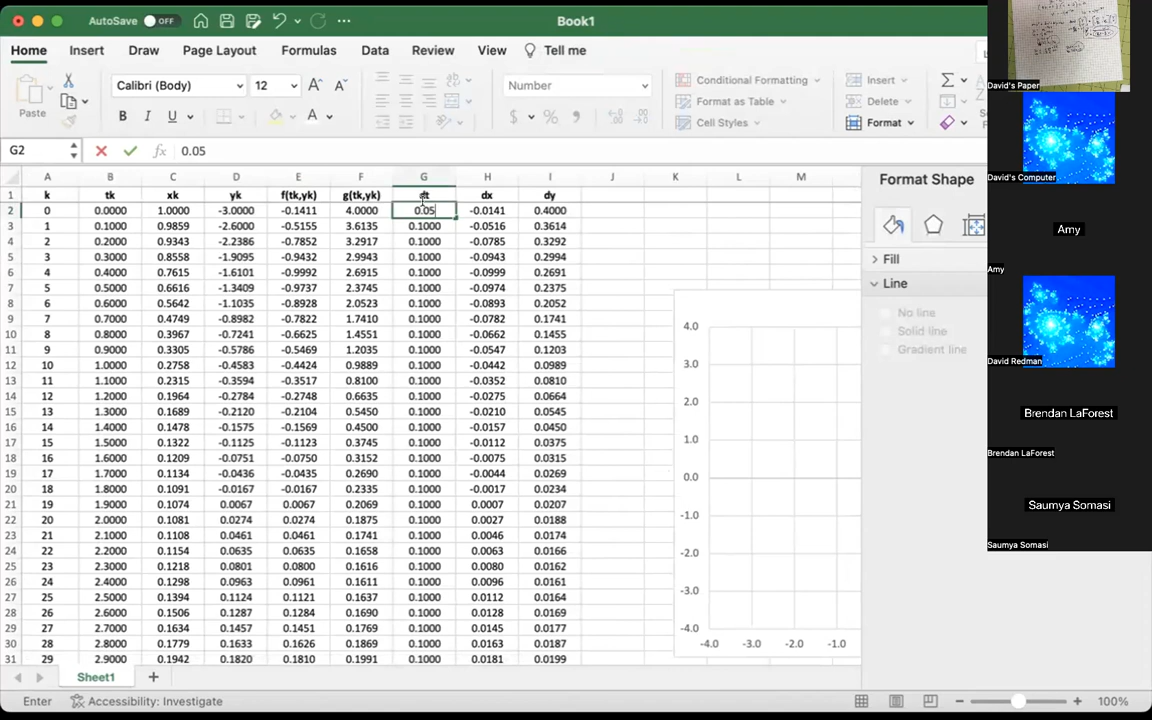 AutoSave OFF ... Book1
Home Insert Draw Page Layout Formulas Data Review View Tell me
Paste Calibri (Body) 12 A A Number Conditional Formatting Insert
B I U A $ % Format as Table Delete
Cell Styles Format
G2 fx 0.05
A B C D E F G H I J K L M
1 k tk xk yk f(tk,yk) g(tk,yk) dt dx dy
2 0 0.0000 1.0000 -3.0000 -0.1411 4.0000 0.05 -0.0141 0.4000
3 1 0.1000 0.9859 -2.6000 -0.5155 3.6135 0.1000 -0.0516 0.3614
4 2 0.2000 0.9343 -2.2386 -0.7852 3.2917 0.1000 -0.0785 0.3292
5 3 0.3000 0.8558 -1.9095 -0.9432 2.9943 0.1000 -0.0943 0.2994
6 4 0.4000 0.7615 -1.6101 -0.9992 2.6915 0.1000 -0.0999 0.2691
7 5 0.5000 0.6616 -1.3409 -0.9737 2.3745 0.1000 -0.0974 0.2375
8 6 0.6000 0.5642 -1.1035 -0.8928 2.0523 0.1000 -0.0893 0.2052
9 7 0.7000 0.4749 -0.8982 -0.7822 1.7410 0.1000 -0.0782 0.1741
10 8 0.8000 0.3967 -0.7241 -0.6625 1.4551 0.1000 -0.0662 0.1455
11 9 0.9000 0.3305 -0.5786 -0.5469 1.2035 0.1000 -0.0547 0.1203
12 10 1.0000 0.2758 -0.4583 -0.4424 0.9889 0.1000 -0.0442 0.0989
13 11 1.1000 0.2315 -0.3594 -0.3517 0.8100 0.1000 -0.0352 0.0810
14 12 1.2000 0.1964 -0.2784 -0.2748 0.6635 0.1000 -0.0275 0.0664
15 13 1.3000 0.1689 -0.2120 -0.2104 0.5450 0.1000 -0.0210 0.0545
16 14 1.4000 0.1478 -0.1575 -0.1569 0.4500 0.1000 -0.0157 0.0450
17 15 1.5000 0.1322 -0.1125 -0.1123 0.3745 0.1000 -0.0112 0.0375
18 16 1.6000 0.1209 -0.0751 -0.0750 0.3152 0.1000 -0.0075 0.0315
19 17 1.7000 0.1134 -0.0436 -0.0435 0.2690 0.1000 -0.0044 0.0269
20 18 1.8000 0.1091 -0.0167 -0.0167 0.2335 0.1000 -0.0017 0.0234
21 19 1.9000 0.1074 0.0067 0.0067 0.2069 0.1000 0.0007 0.0207
22 20 2.0000 0.1081 0.0274 0.0274 0.1875 0.1000 0.0027 0.0188
23 21 2.1000 0.1108 0.0461 0.0461 0.1741 0.1000 0.0046 0.0174
24 22 2.2000 0.1154 0.0635 0.0635 0.1658 0.1000 0.0063 0.0166
25 23 2.3000 0.1218 0.0801 0.0800 0.1616 0.1000 0.0080 0.0162
26 24 2.4000 0.1298 0.0963 0.0961 0.1611 0.1000 0.0096 0.0161
27 25 2.5000 0.1394 0.1124 0.1121 0.1637 0.1000 0.0112 0.0164
28 26 2.6000 0.1506 0.1287 0.1284 0.1690 0.1000 0.0128 0.0169
29 27 2.7000 0.1634 0.1457 0.1451 0.1769 0.1000 0.0145 0.0177
30 28 2.8000 0.1779 0.1633 0.1626 0.1869 0.1000 0.0163 0.0187
31 29 2.9000 0.1942 0.1820 0.1810 0.1991 0.1000 0.0181 0.0199
4.0
3.0
2.0
1.0
0.0
-1.0
-2.0
-3.0
-4.0
-4.0 -3.0 -2.0 -1.0
Format Shape
Fill
Line
No line
Solid line
Gradient line
Sheet1 +
Enter Accessibility: Investigate 100%
David's Paper
David's Computer
Amy
Amy
David Redman
Brendan LaForest
Brendan LaForest
Saumya Somasi
Saumya Somasi